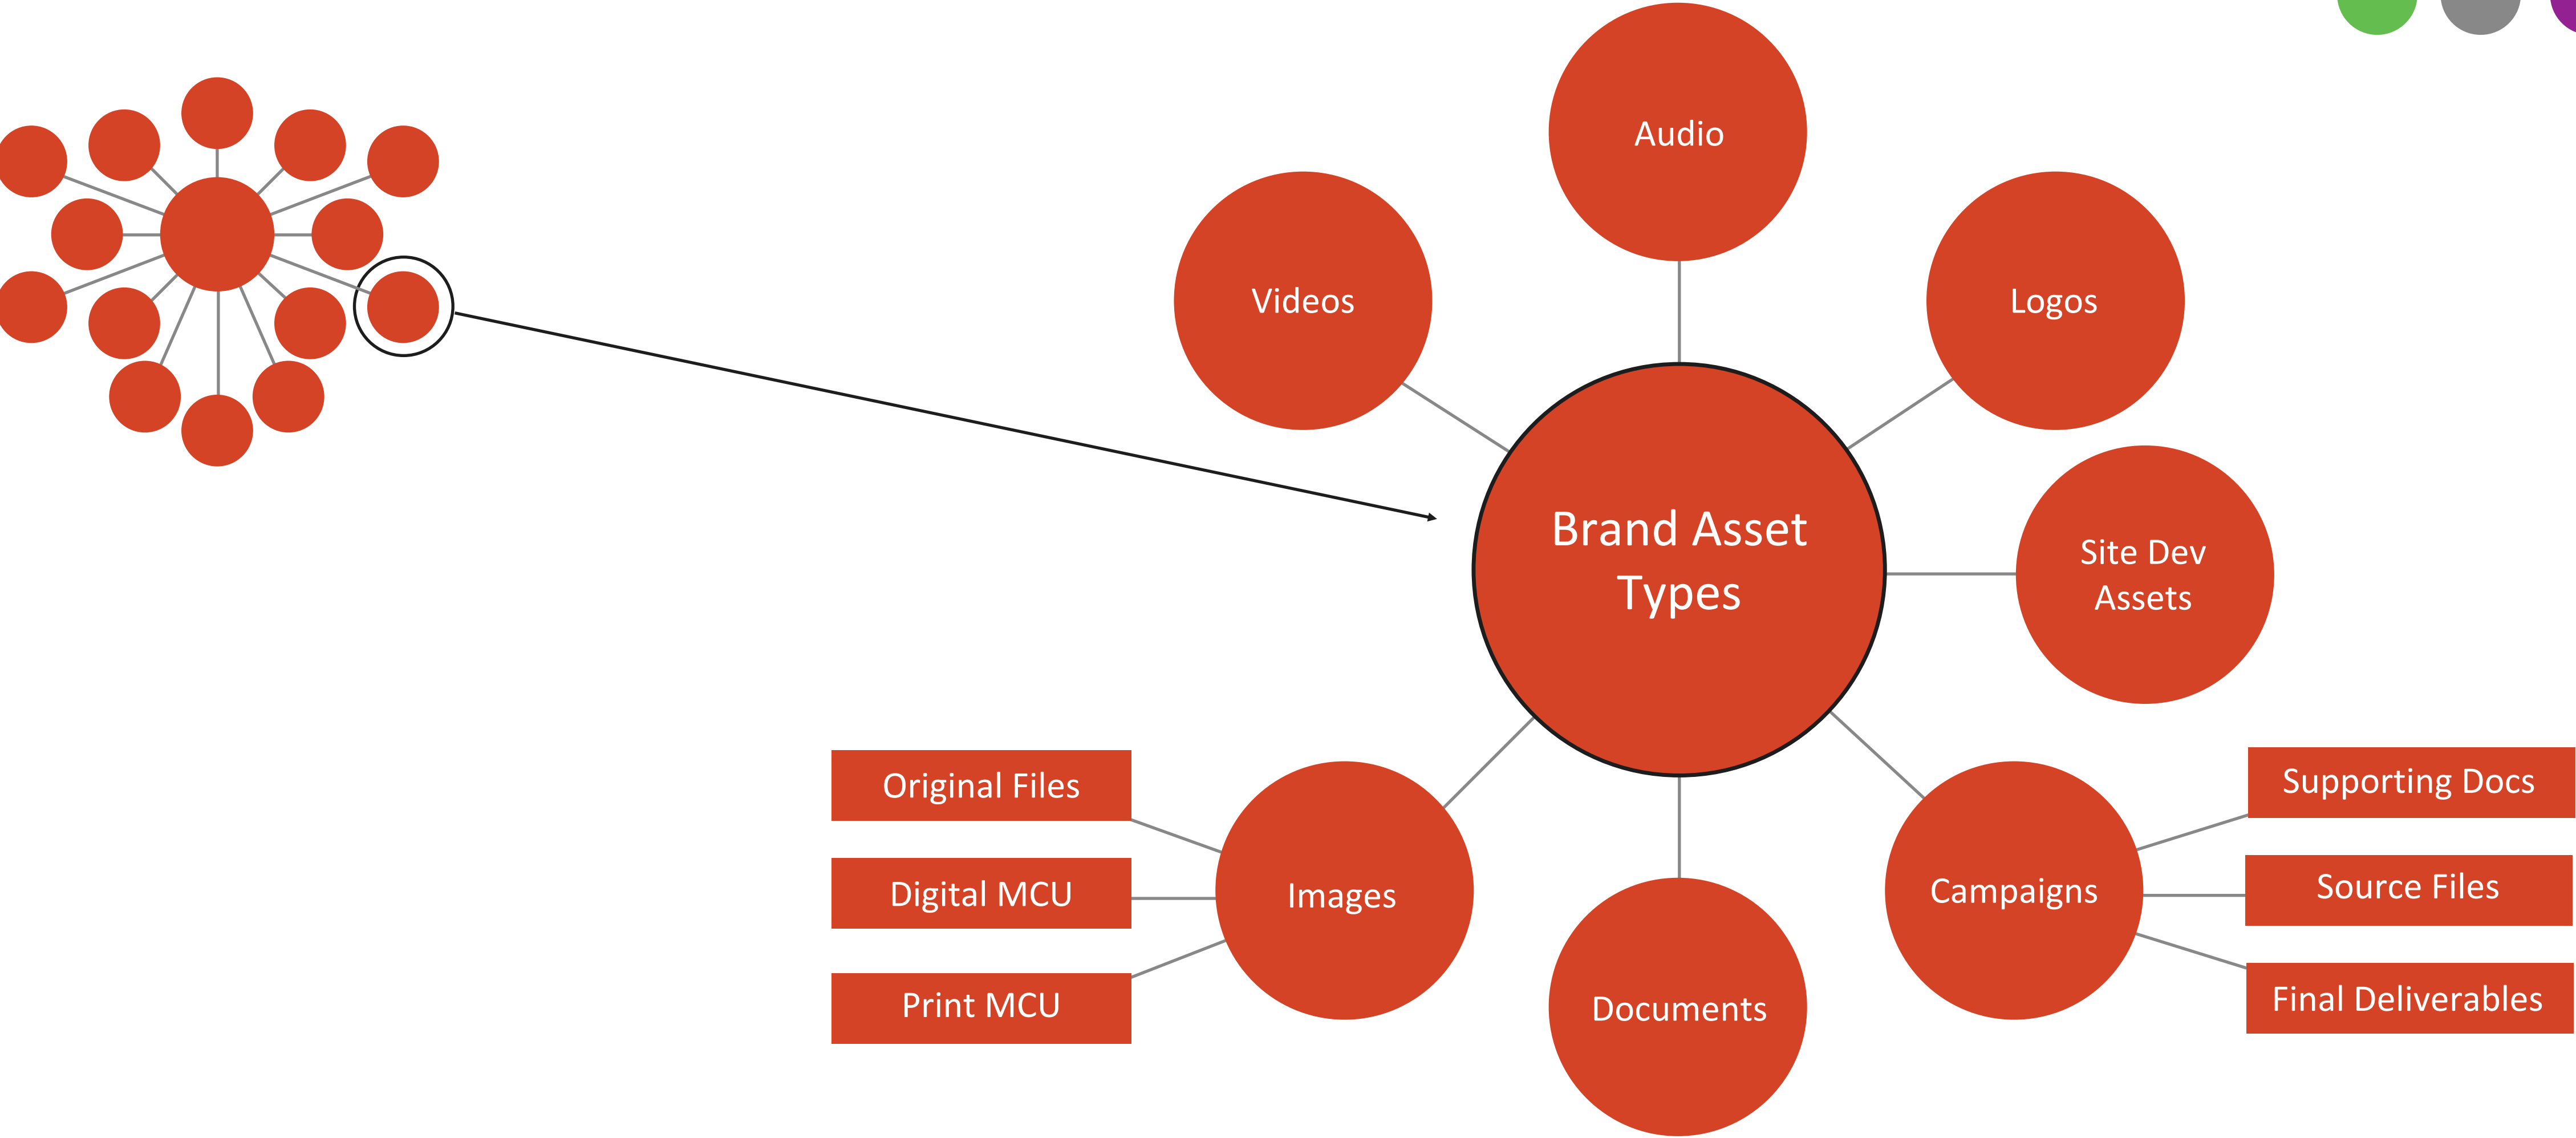 Audio
Videos
Logos
Brand Asset
Types
Site Dev
Assets
Original Files
Digital MCU
Print MCU
Images
Documents
Campaigns
Supporting Docs
Source Files
Final Deliverables